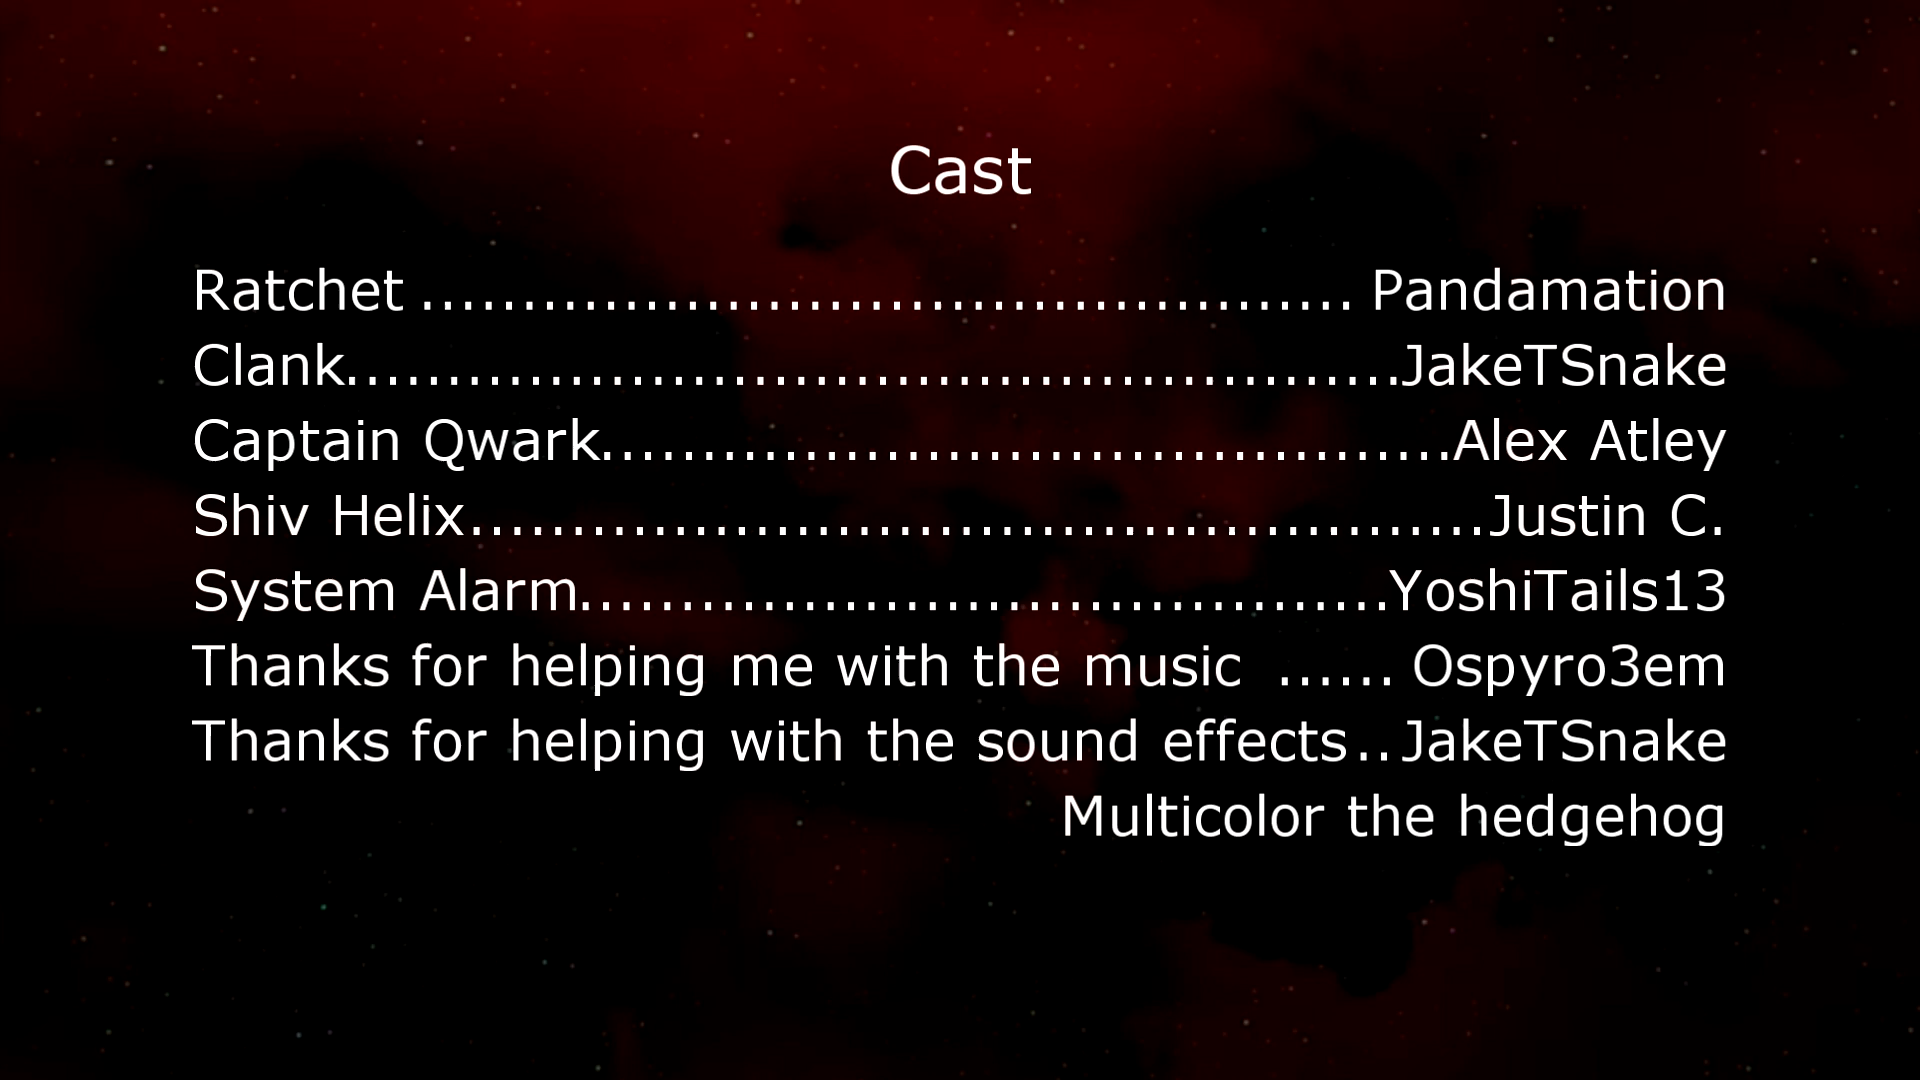 Cast
Ratchet .............................................. Pandamation
Clank....................................................JakeTSnake
Captain Qwark..........................................Alex Atley
Shiv Helix..................................................Justin C.
System Alarm........................................YoshiTails13
Thanks for helping me with the music ...... Ospyro3em
Thanks for helping with the sound effects..JakeTSnake
Multicolor the hedgehog